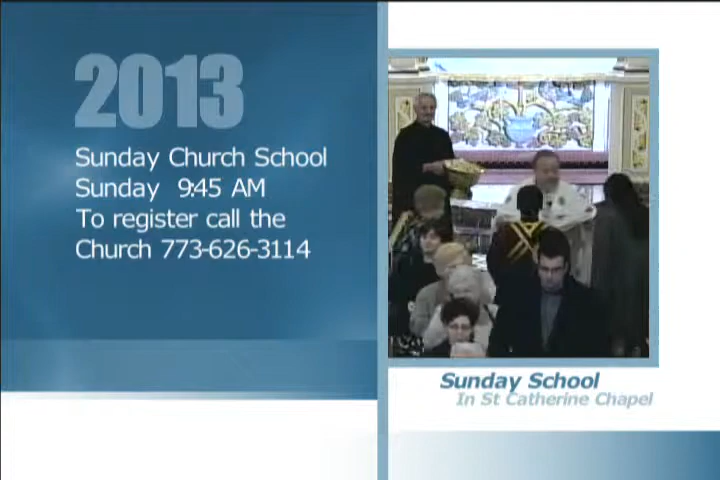 2013
Sunday Church School
Sunday 9:45 AM
To register call the
Church 773-626-3114
Sunday School
In St Catherine Chapel